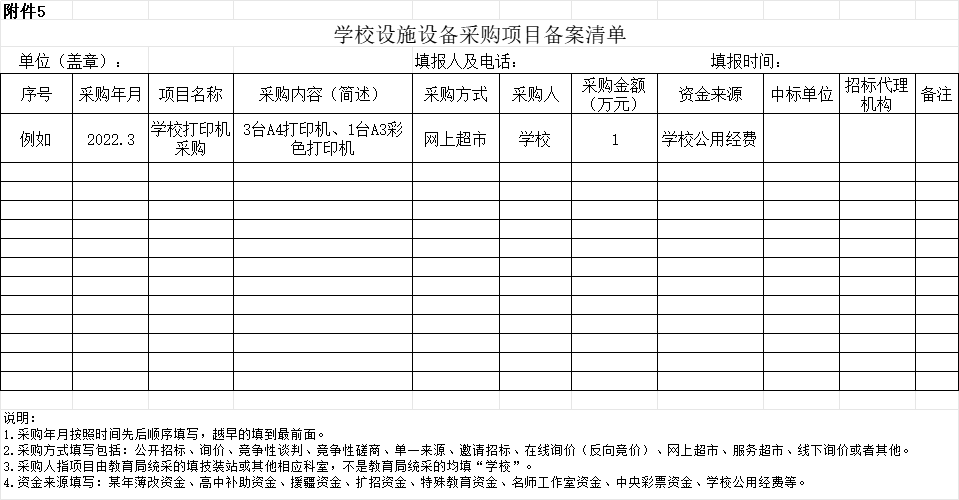 附件5
学校设施设备采购项目备案清单
单位（盖章）： 填报人及电话： 填报时间：
序号 采购年月 项目名称 采购内容（简述） 采购方式 采购人 采购金额（万元） 资金来源 中标单位 招标代理机构 备注
例如 2022.3 学校打印机采购 3台A4打印机、1台A3彩色打印机 网上超市 学校 1 学校公用经费
说明：
1.采购年月按照时间先后顺序填写，越早的填到最前面。
2.采购方式填写包括：公开招标、询价、竞争性谈判、竞争性磋商、单一来源、邀请招标、在线询价（反向竞价）、网上超市、服务超市、线下询价或者其他。
3.采购人指项目由教育局统采的填技装站或其他相应科室，不是教育局统采的均填“学校”。
4.资金来源填写：某年薄改资金、高中补助资金、援疆资金、扩招资金、特殊教育资金、名师工作室资金、中央彩票资金、学校公用经费等。